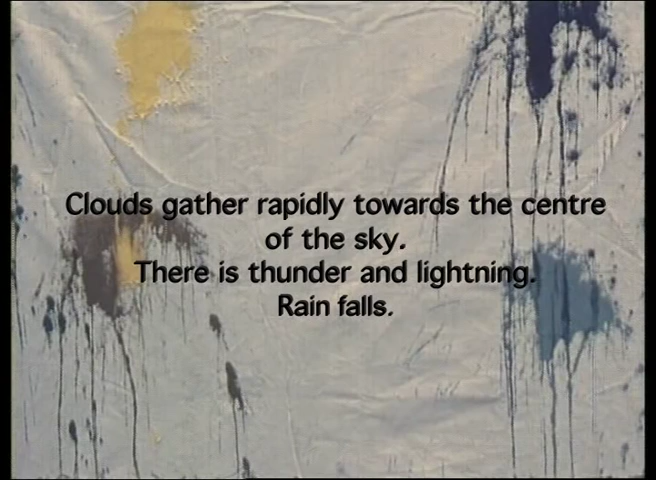 Clouds gather rapidly towards the centre
of the sky.
There is thunder and lightning.
Rain falls.